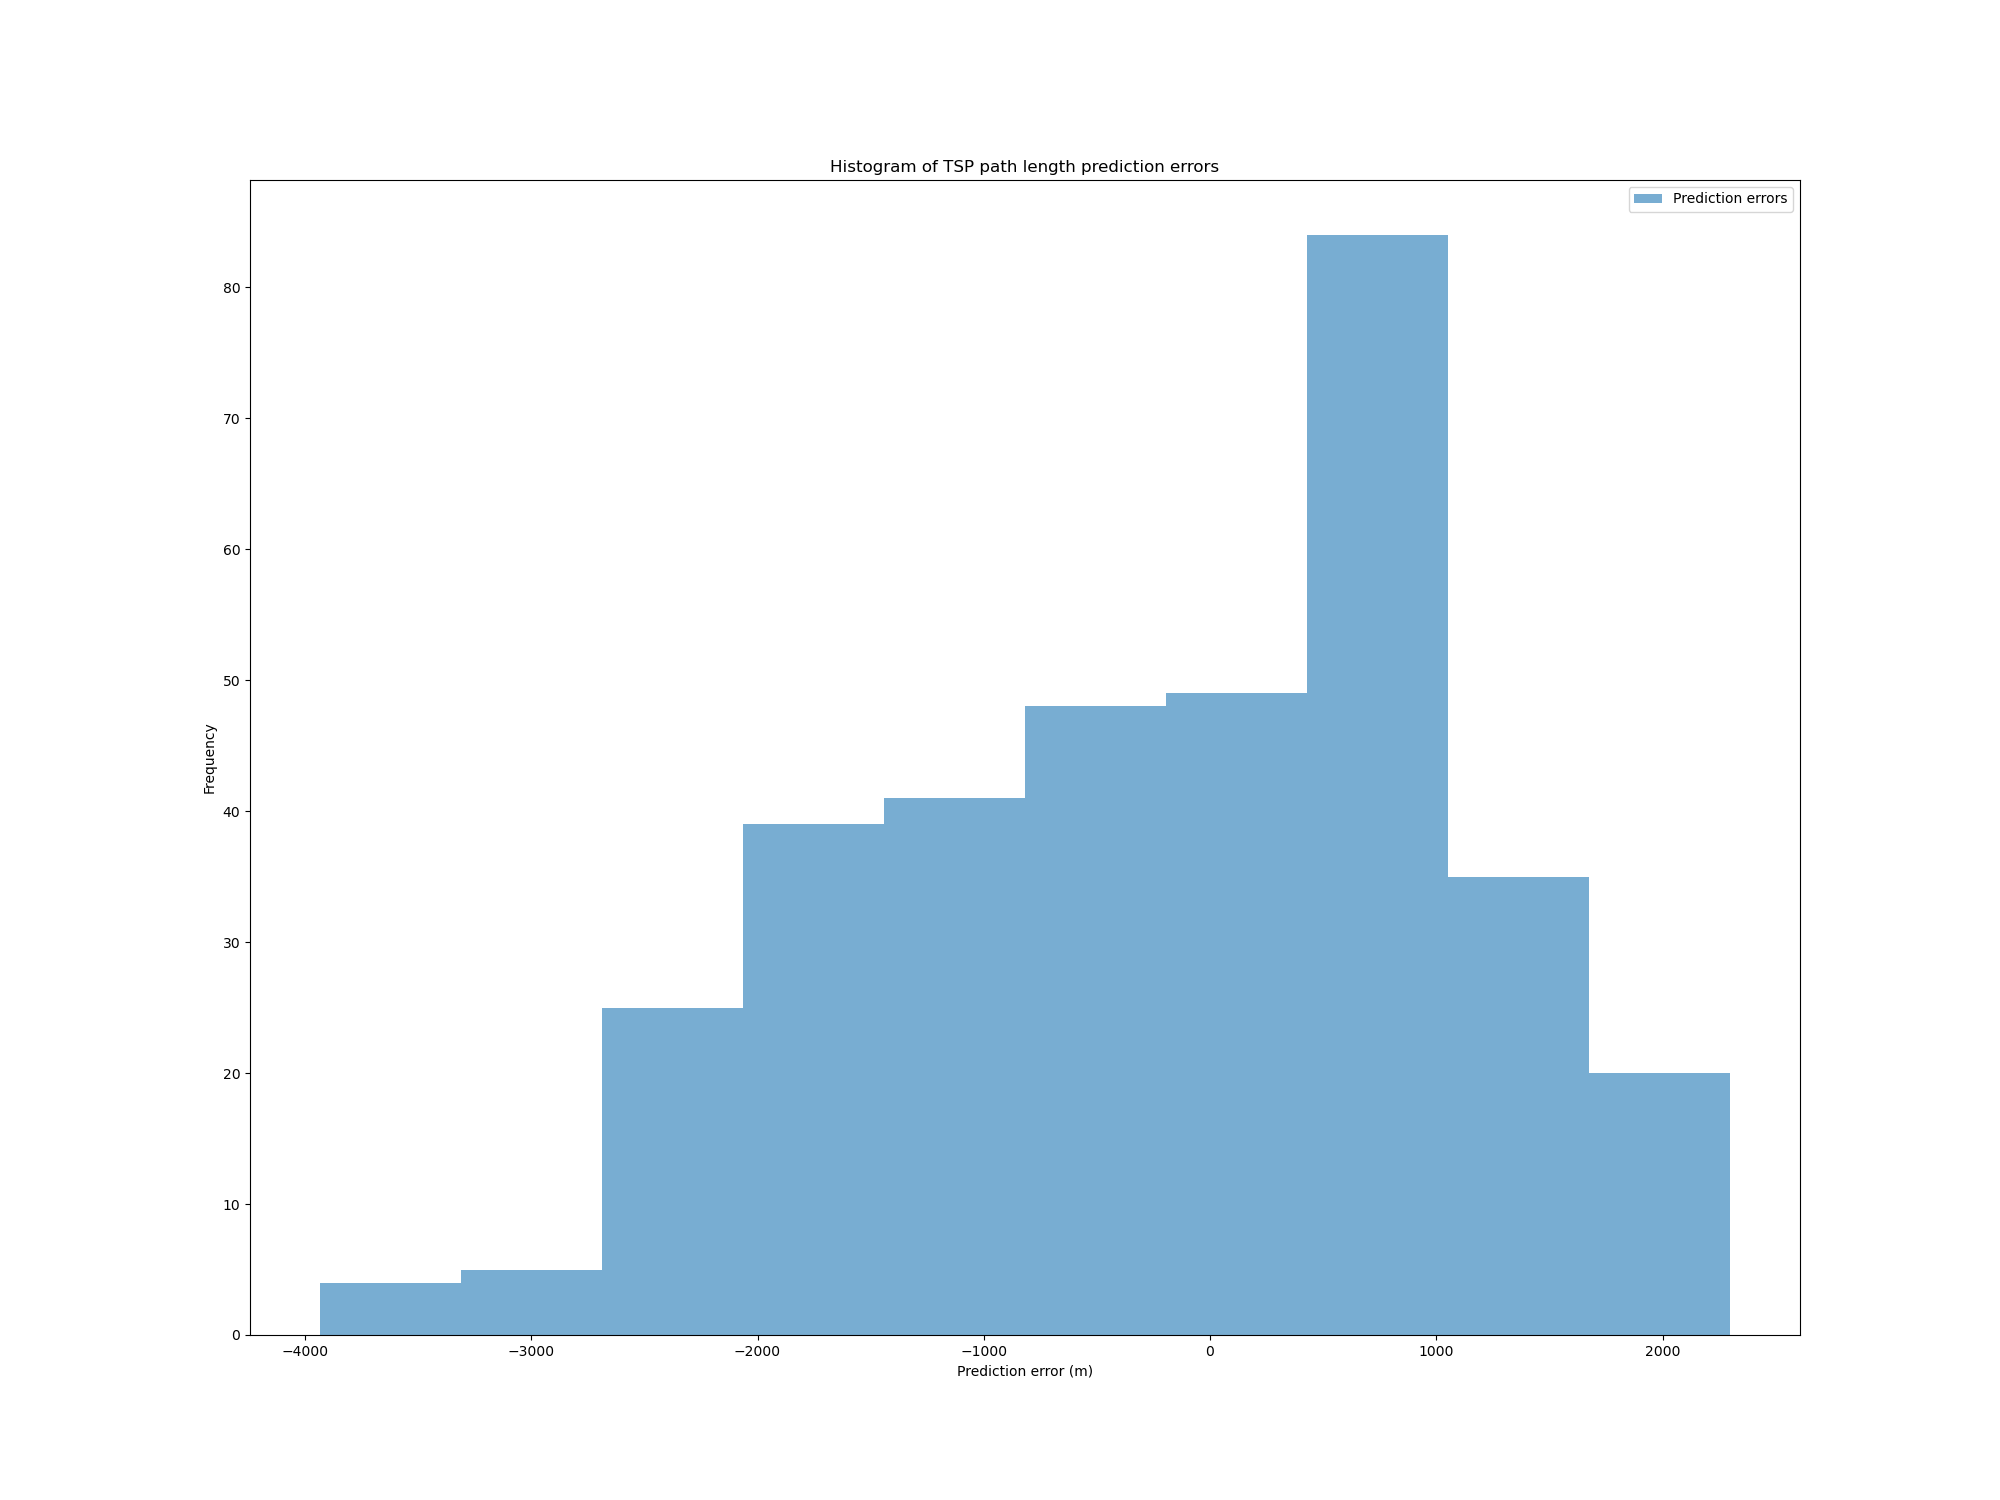 Histogram of TSP path length prediction errors
Prediction errors
80
70
60
50
40
30
20
10
0
Frequency
−4000 −3000 −2000 −1000 0 1000 2000
Prediction error (m)